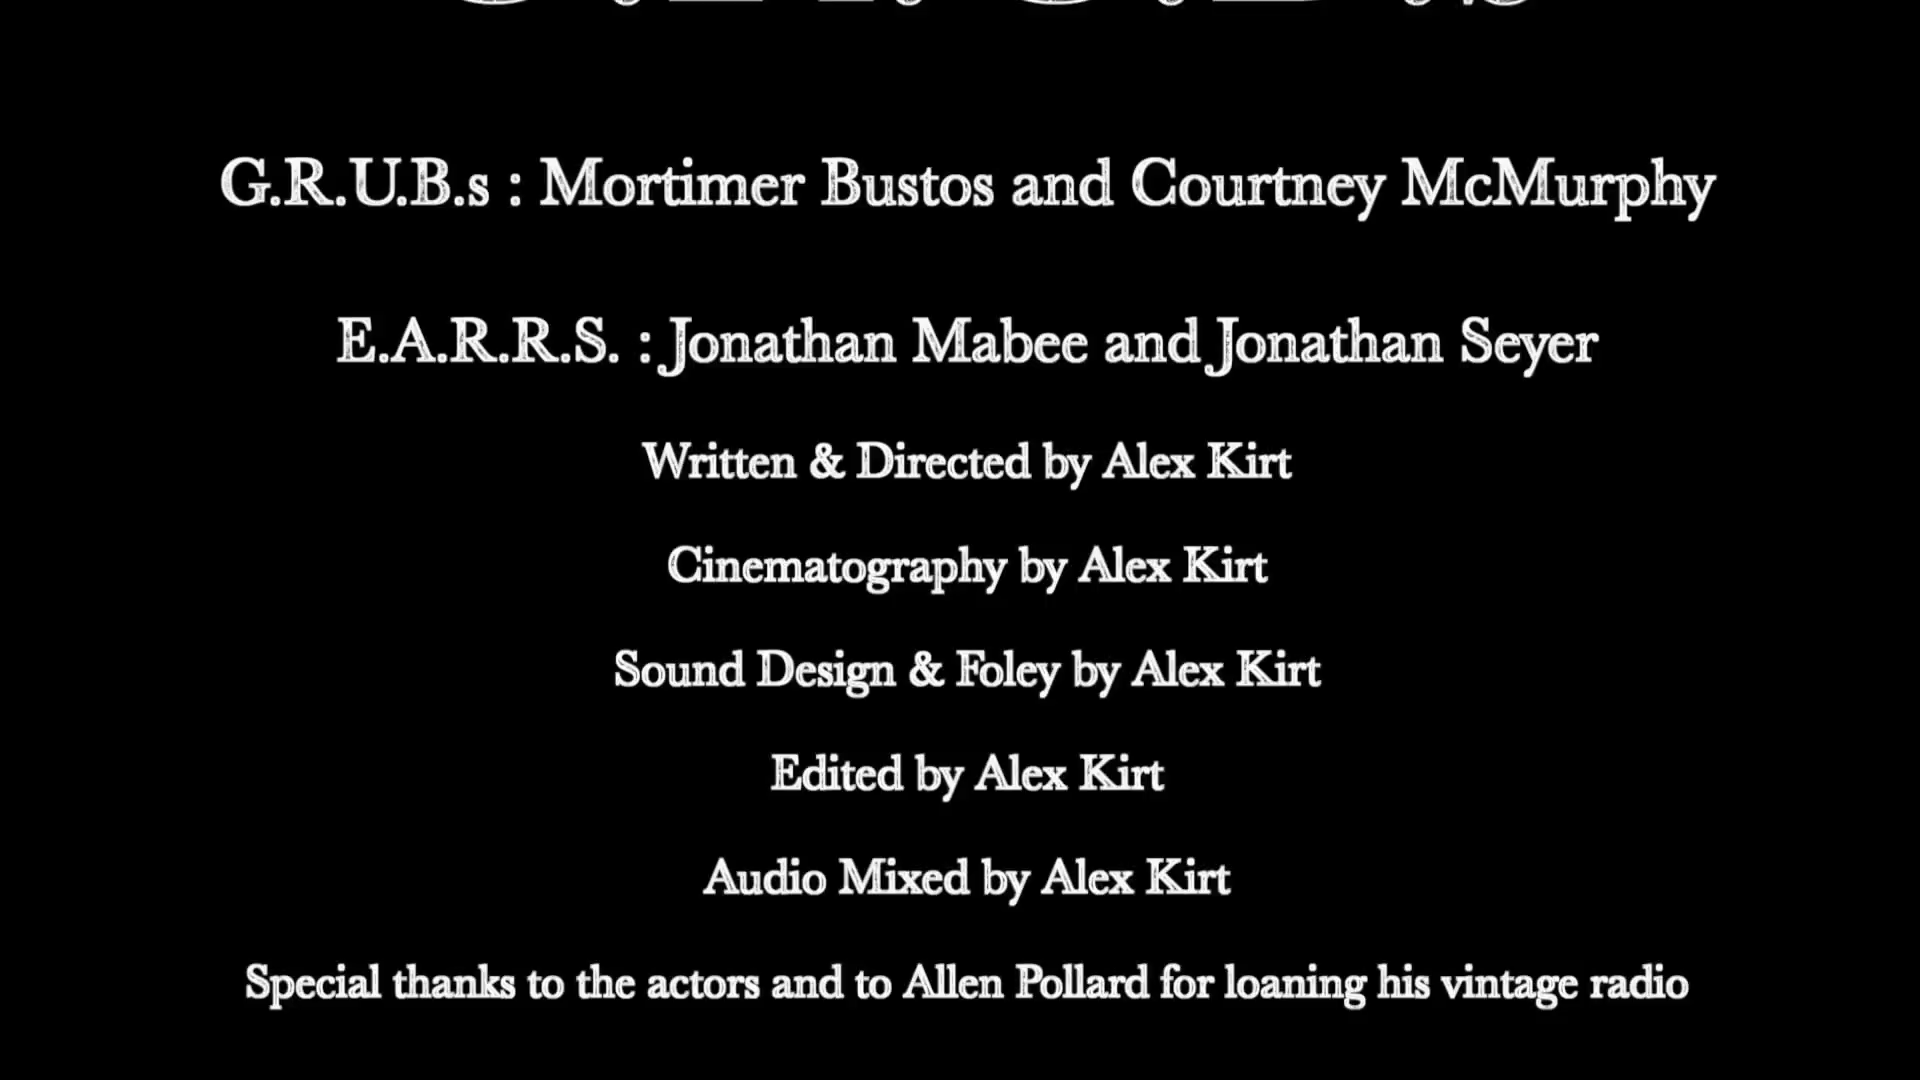 G.R.U.B.s : Mortimer Bustos and Courtney McMurphy
E.A.R.R.S. : Jonathan Mabee and Jonathan Seyer
Written & Directed by Alex Kirt
Cinematography by Alex Kirt
Sound Design & Foley by Alex Kirt
Edited by Alex Kirt
Audio Mixed by Alex Kirt
Special thanks to the actors and to Allen Pollard for loaning his vintage radio